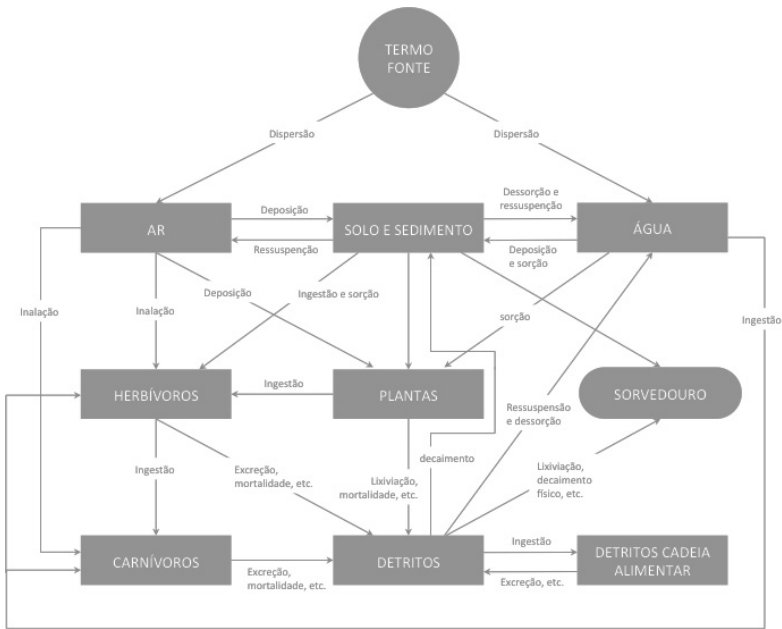 TERMO
FONTE
Dispersão
Dispersão
AR
Deposição
Ressuspenção
SOLO E SEDIMENTO
Dessorção e
ressuspenção
Deposição
e sorção
ÁGUA
Inalação
Inalação
Deposição
Ingestão e sorção
sorção
Ingestão
HERBÍVOROS
Ingestão
PLANTAS
SORVEDOURO
Ressuspensão
e dessorção
Ingestão
Excreção,
mortalidade, etc.
Lixiviação,
mortalidade, etc.
decaimento
Lixiviação,
decaimento
físico, etc.
CARNÍVOROS
Excreção,
mortalidade, etc.
DETRITOS
Ingestão
Excreção, etc.
DETRITOS CADEIA
ALIMENTAR